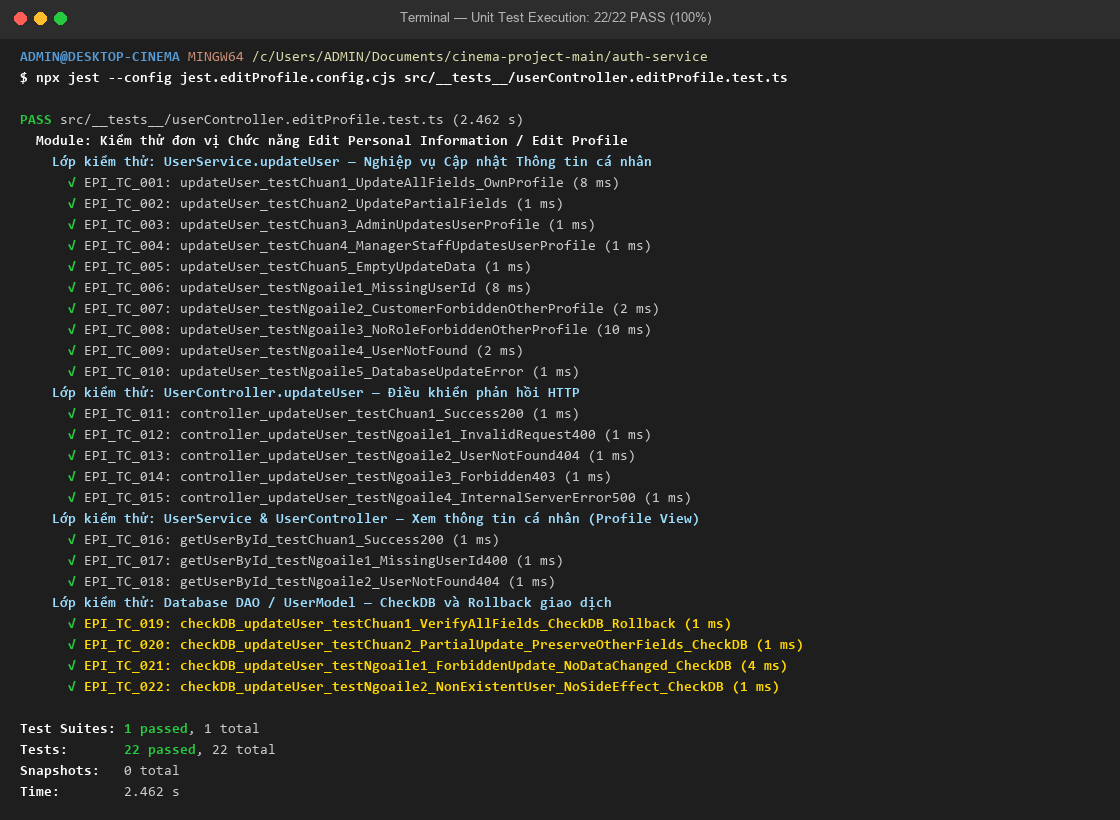 Terminal — Unit Test Execution: 22/22 PASS (100%)
ADMIN@DESKTOP-CINEMA MINGW64 /c/Users/ADMIN/Documents/cinema-project-main/auth-service
$ npx jest --config jest.editProfile.config.cjs src/__tests__/userController.editProfile.test.ts
PASS src/__tests__/userController.editProfile.test.ts (2.462 s)
Module: Kiểm thử đơn vị Chức năng Edit Personal Information / Edit Profile
Lớp kiểm thử: UserService.updateUser — Nghiệp vụ Cập nhật Thông tin cá nhân
√ EPI_TC_001: updateUser_testChuan1_UpdateAllFields_OwnProfile (8 ms)
√ EPI_TC_002: updateUser_testChuan2_UpdatePartialFields (1 ms)
√ EPI_TC_003: updateUser_testChuan3_AdminUpdatesUserProfile (1 ms)
√ EPI_TC_004: updateUser_testChuan4_ManagerStaffUpdatesUserProfile (1 ms)
√ EPI_TC_005: updateUser_testChuan5_EmptyUpdateData (1 ms)
√ EPI_TC_006: updateUser_testNgoaile1_MissingUserId (8 ms)
√ EPI_TC_007: updateUser_testNgoaile2_CustomerForbiddenOtherProfile (2 ms)
√ EPI_TC_008: updateUser_testNgoaile3_NoRoleForbiddenOtherProfile (10 ms)
√ EPI_TC_009: updateUser_testNgoaile4_UserNotFound (2 ms)
√ EPI_TC_010: updateUser_testNgoaile5_DatabaseUpdateError (1 ms)
Lớp kiểm thử: UserController.updateUser — Điều khiển phản hồi HTTP
√ EPI_TC_011: controller_updateUser_testChuan1_Success200 (1 ms)
√ EPI_TC_012: controller_updateUser_testNgoaile1_InvalidRequest400 (1 ms)
√ EPI_TC_013: controller_updateUser_testNgoaile2_UserNotFound404 (1 ms)
√ EPI_TC_014: controller_updateUser_testNgoaile3_Forbidden403 (1 ms)
√ EPI_TC_015: controller_updateUser_testNgoaile4_InternalServerError500 (1 ms)
Lớp kiểm thử: UserService & UserController — Xem thông tin cá nhân (Profile View)
√ EPI_TC_016: getUserById_testChuan1_Success200 (1 ms)
√ EPI_TC_017: getUserById_testNgoaile1_MissingUserId400 (1 ms)
√ EPI_TC_018: getUserById_testNgoaile2_UserNotFound404 (1 ms)
Lớp kiểm thử: Database DAO / UserModel — CheckDB và Rollback giao dịch
√ EPI_TC_019: checkDB_updateUser_testChuan1_VerifyAllFields_CheckDB_Rollback (1 ms)
√ EPI_TC_020: checkDB_updateUser_testChuan2_PartialUpdate_PreserveOtherFields_CheckDB (1 ms)
√ EPI_TC_021: checkDB_updateUser_testNgoaile1_ForbiddenUpdate_NoDataChanged_CheckDB (4 ms)
√ EPI_TC_022: checkDB_updateUser_testNgoaile2_NonExistentUser_NoSideEffect_CheckDB (1 ms)
Test Suites: 1 passed, 1 total
Tests: 22 passed, 22 total
Snapshots: 0 total
Time: 2.462 s